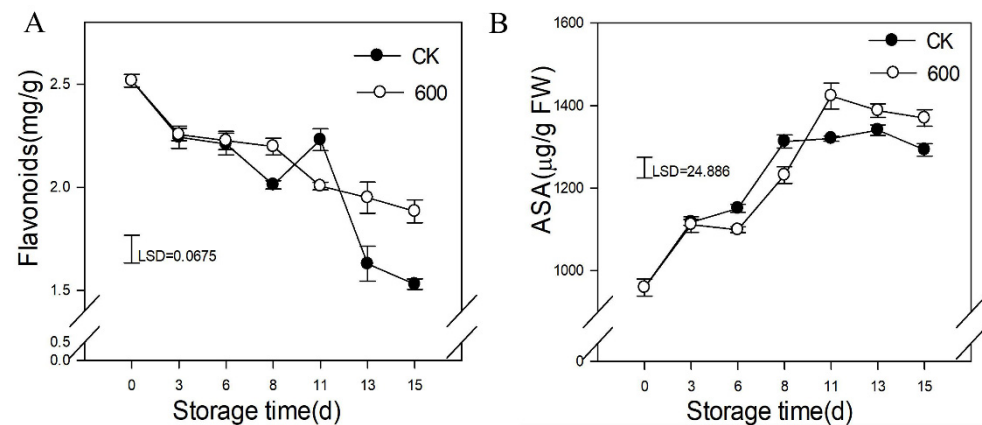 A
CK
600
Flavonoids(mg/g)
2.5
2.0
1.5
0.5
0.0
LSD=0.0675
0 3 6 8 11 13 15
Storage time(d)
B
CK
600
ASA(μg/g FW)
1600
1400
1200
1000
0
LSD=24.886
0 3 6 8 11 13 15
Storage time(d)